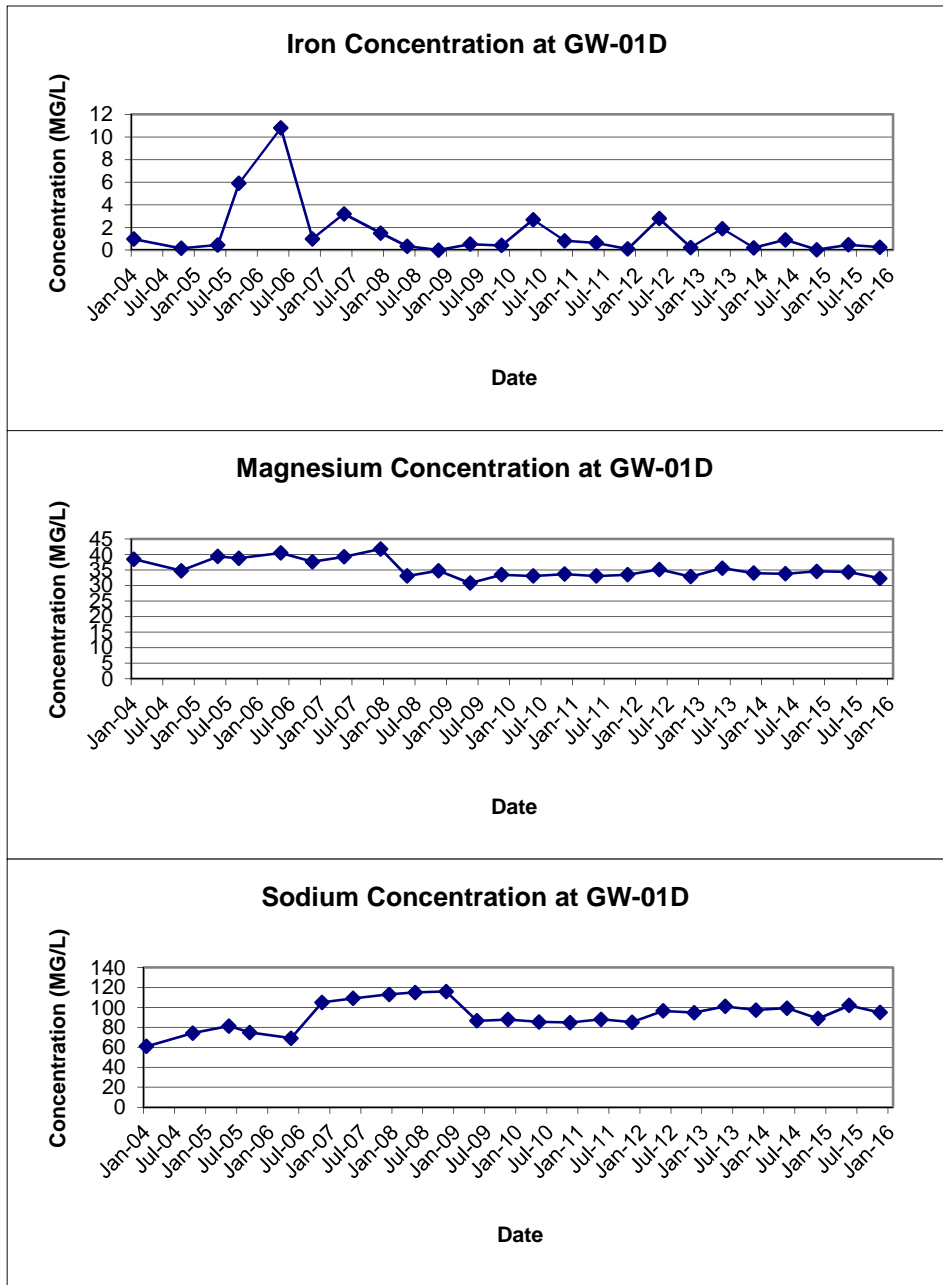 Iron Concentration at GW-01D
Concentration (MG/L)
12
10
8
6
4
2
0
Jan-04 Jul-04 Jan-05 Jul-05 Jan-06 Jul-06 Jan-07 Jul-07 Jan-08 Jul-08 Jan-09 Jul-09 Jan-10 Jul-10 Jan-11 Jul-11 Jan-12 Jul-12 Jan-13 Jul-13 Jan-14 Jul-14 Jan-15 Jul-15 Jan-16
Date
Magnesium Concentration at GW-01D
Concentration (MG/L)
45
40
35
30
25
20
15
10
5
0
Jan-04 Jul-04 Jan-05 Jul-05 Jan-06 Jul-06 Jan-07 Jul-07 Jan-08 Jul-08 Jan-09 Jul-09 Jan-10 Jul-10 Jan-11 Jul-11 Jan-12 Jul-12 Jan-13 Jul-13 Jan-14 Jul-14 Jan-15 Jul-15 Jan-16
Date
Sodium Concentration at GW-01D
Concentration (MG/L)
140
120
100
80
60
40
20
0
Jan-04 Jul-04 Jan-05 Jul-05 Jan-06 Jul-06 Jan-07 Jul-07 Jan-08 Jul-08 Jan-09 Jul-09 Jan-10 Jul-10 Jan-11 Jul-11 Jan-12 Jul-12 Jan-13 Jul-13 Jan-14 Jul-14 Jan-15 Jul-15 Jan-16
Date